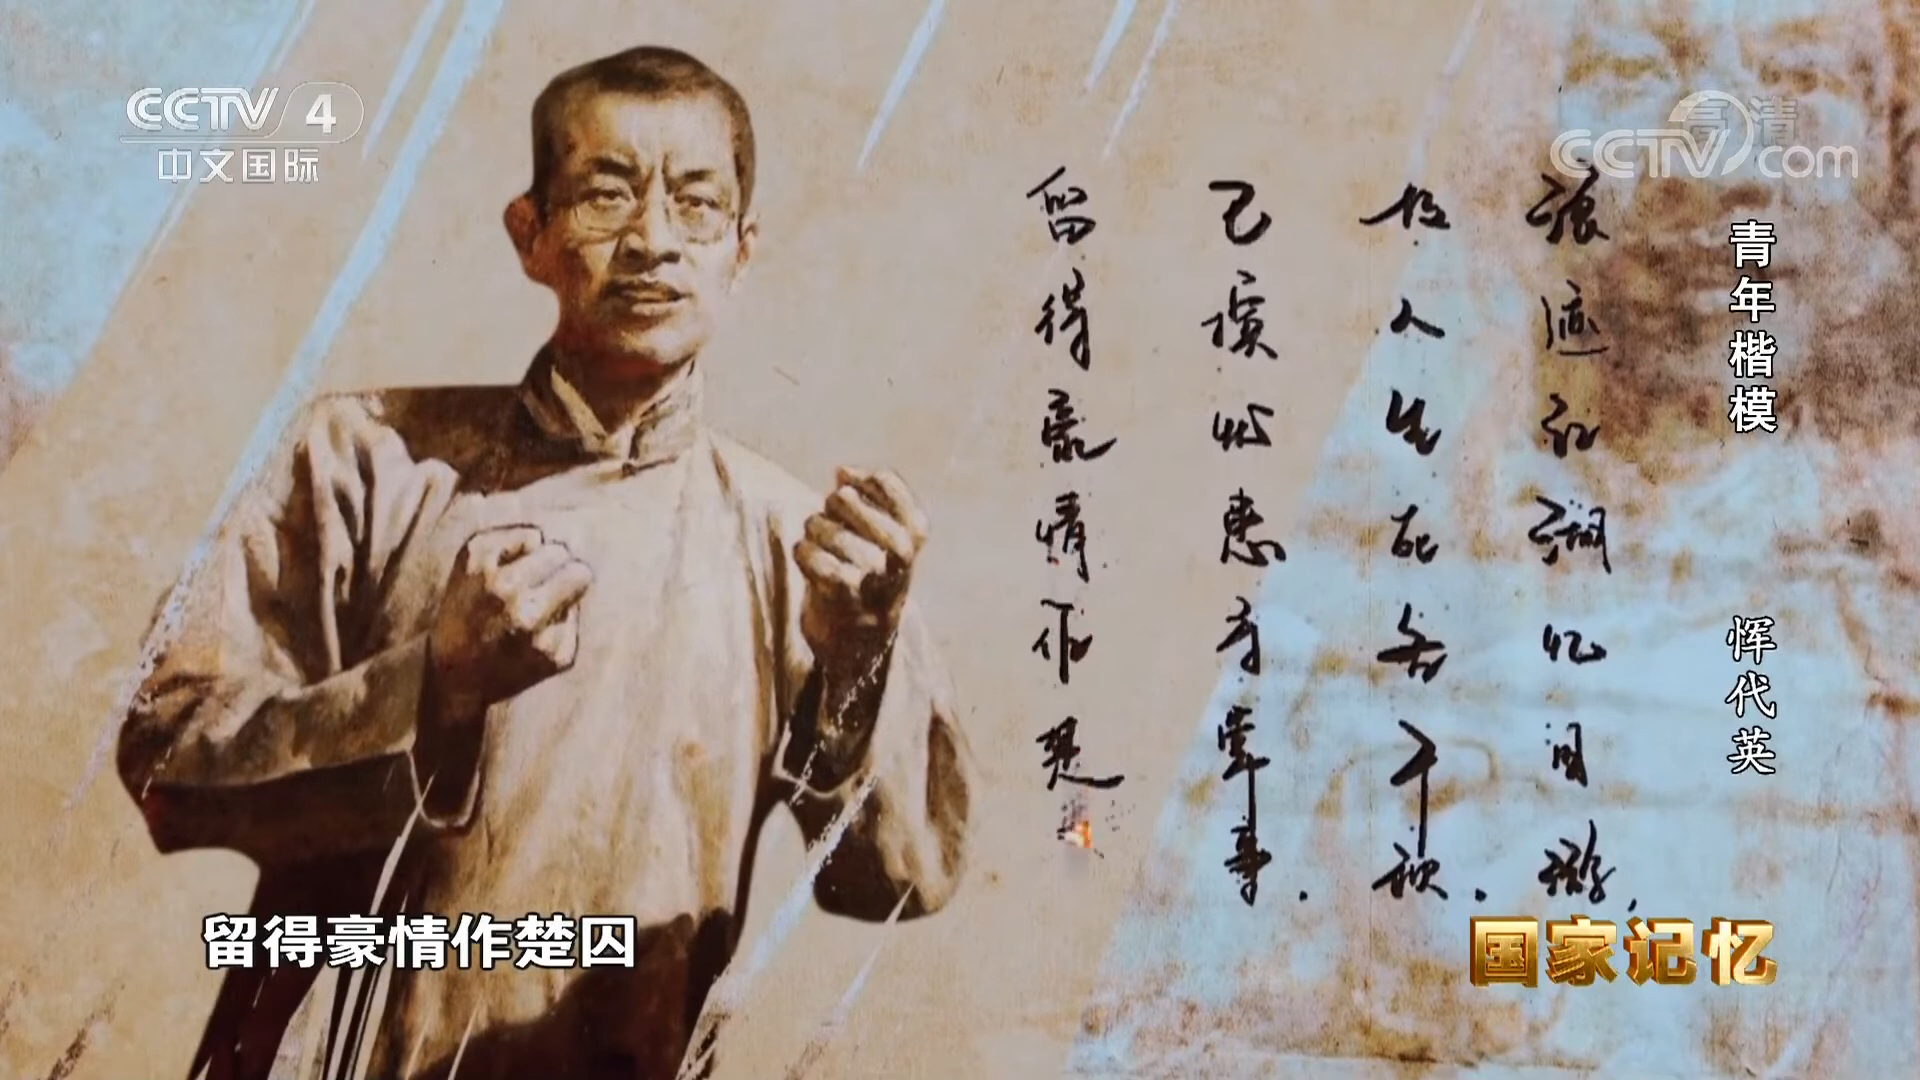 CCTV 4
中文国际
高清
CCTV.com
青年楷模 恽代英
浪迹江湖忆旧游，
故人生死各千秋。
已摈忧患寻常事．
留得豪情作楚
留得豪情作楚囚
国家记忆